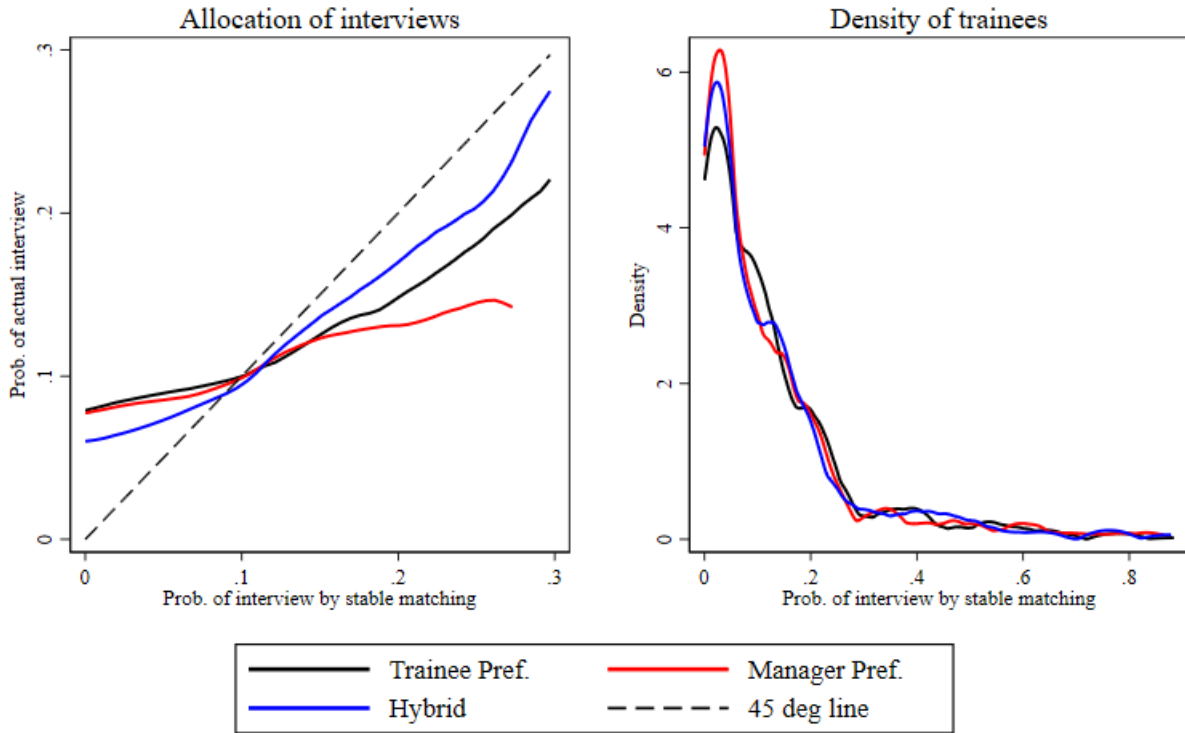 Allocation of interviews
Prob. of actual interview
.3
.2
.1
0
0 .1 .2 .3
Prob. of interview by stable matching
Density of trainees
Density
6
4
2
0
0 .2 .4 .6 .8
Prob. of interview by stable matching
Trainee Pref. Manager Pref.
Hybrid 45 deg line